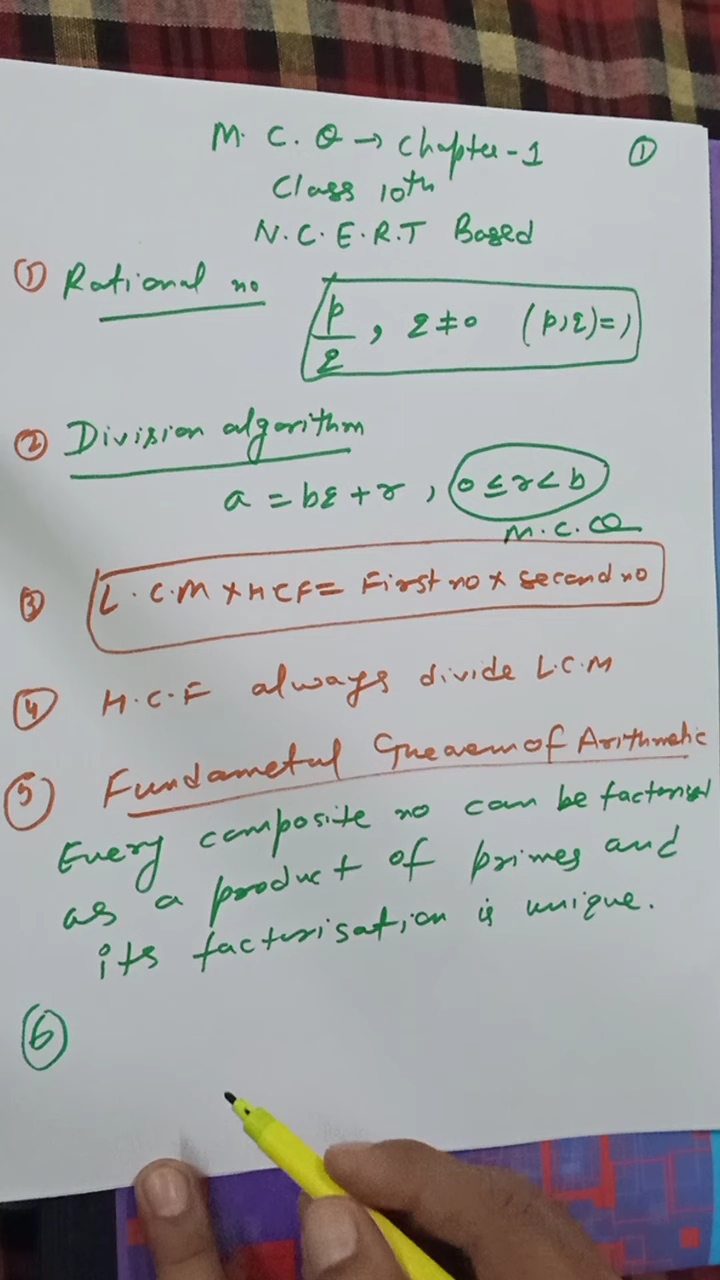 M. C. Q → Chapter-1 ①
Class 10th
N.C.E.R.T Based
① Rational no p/q, q≠0 (p,q)=1
② Division algorithm
a = bq + r, 0≤r<b
M.C.Q
③ L.C.M x HCF = First no x second no
④ H.C.F always divide L.C.M
⑤ Fundametal Theorem of Arithmetic
Every composite no can be factorised
as a product of primes and
its factorisation is unique.
⑥